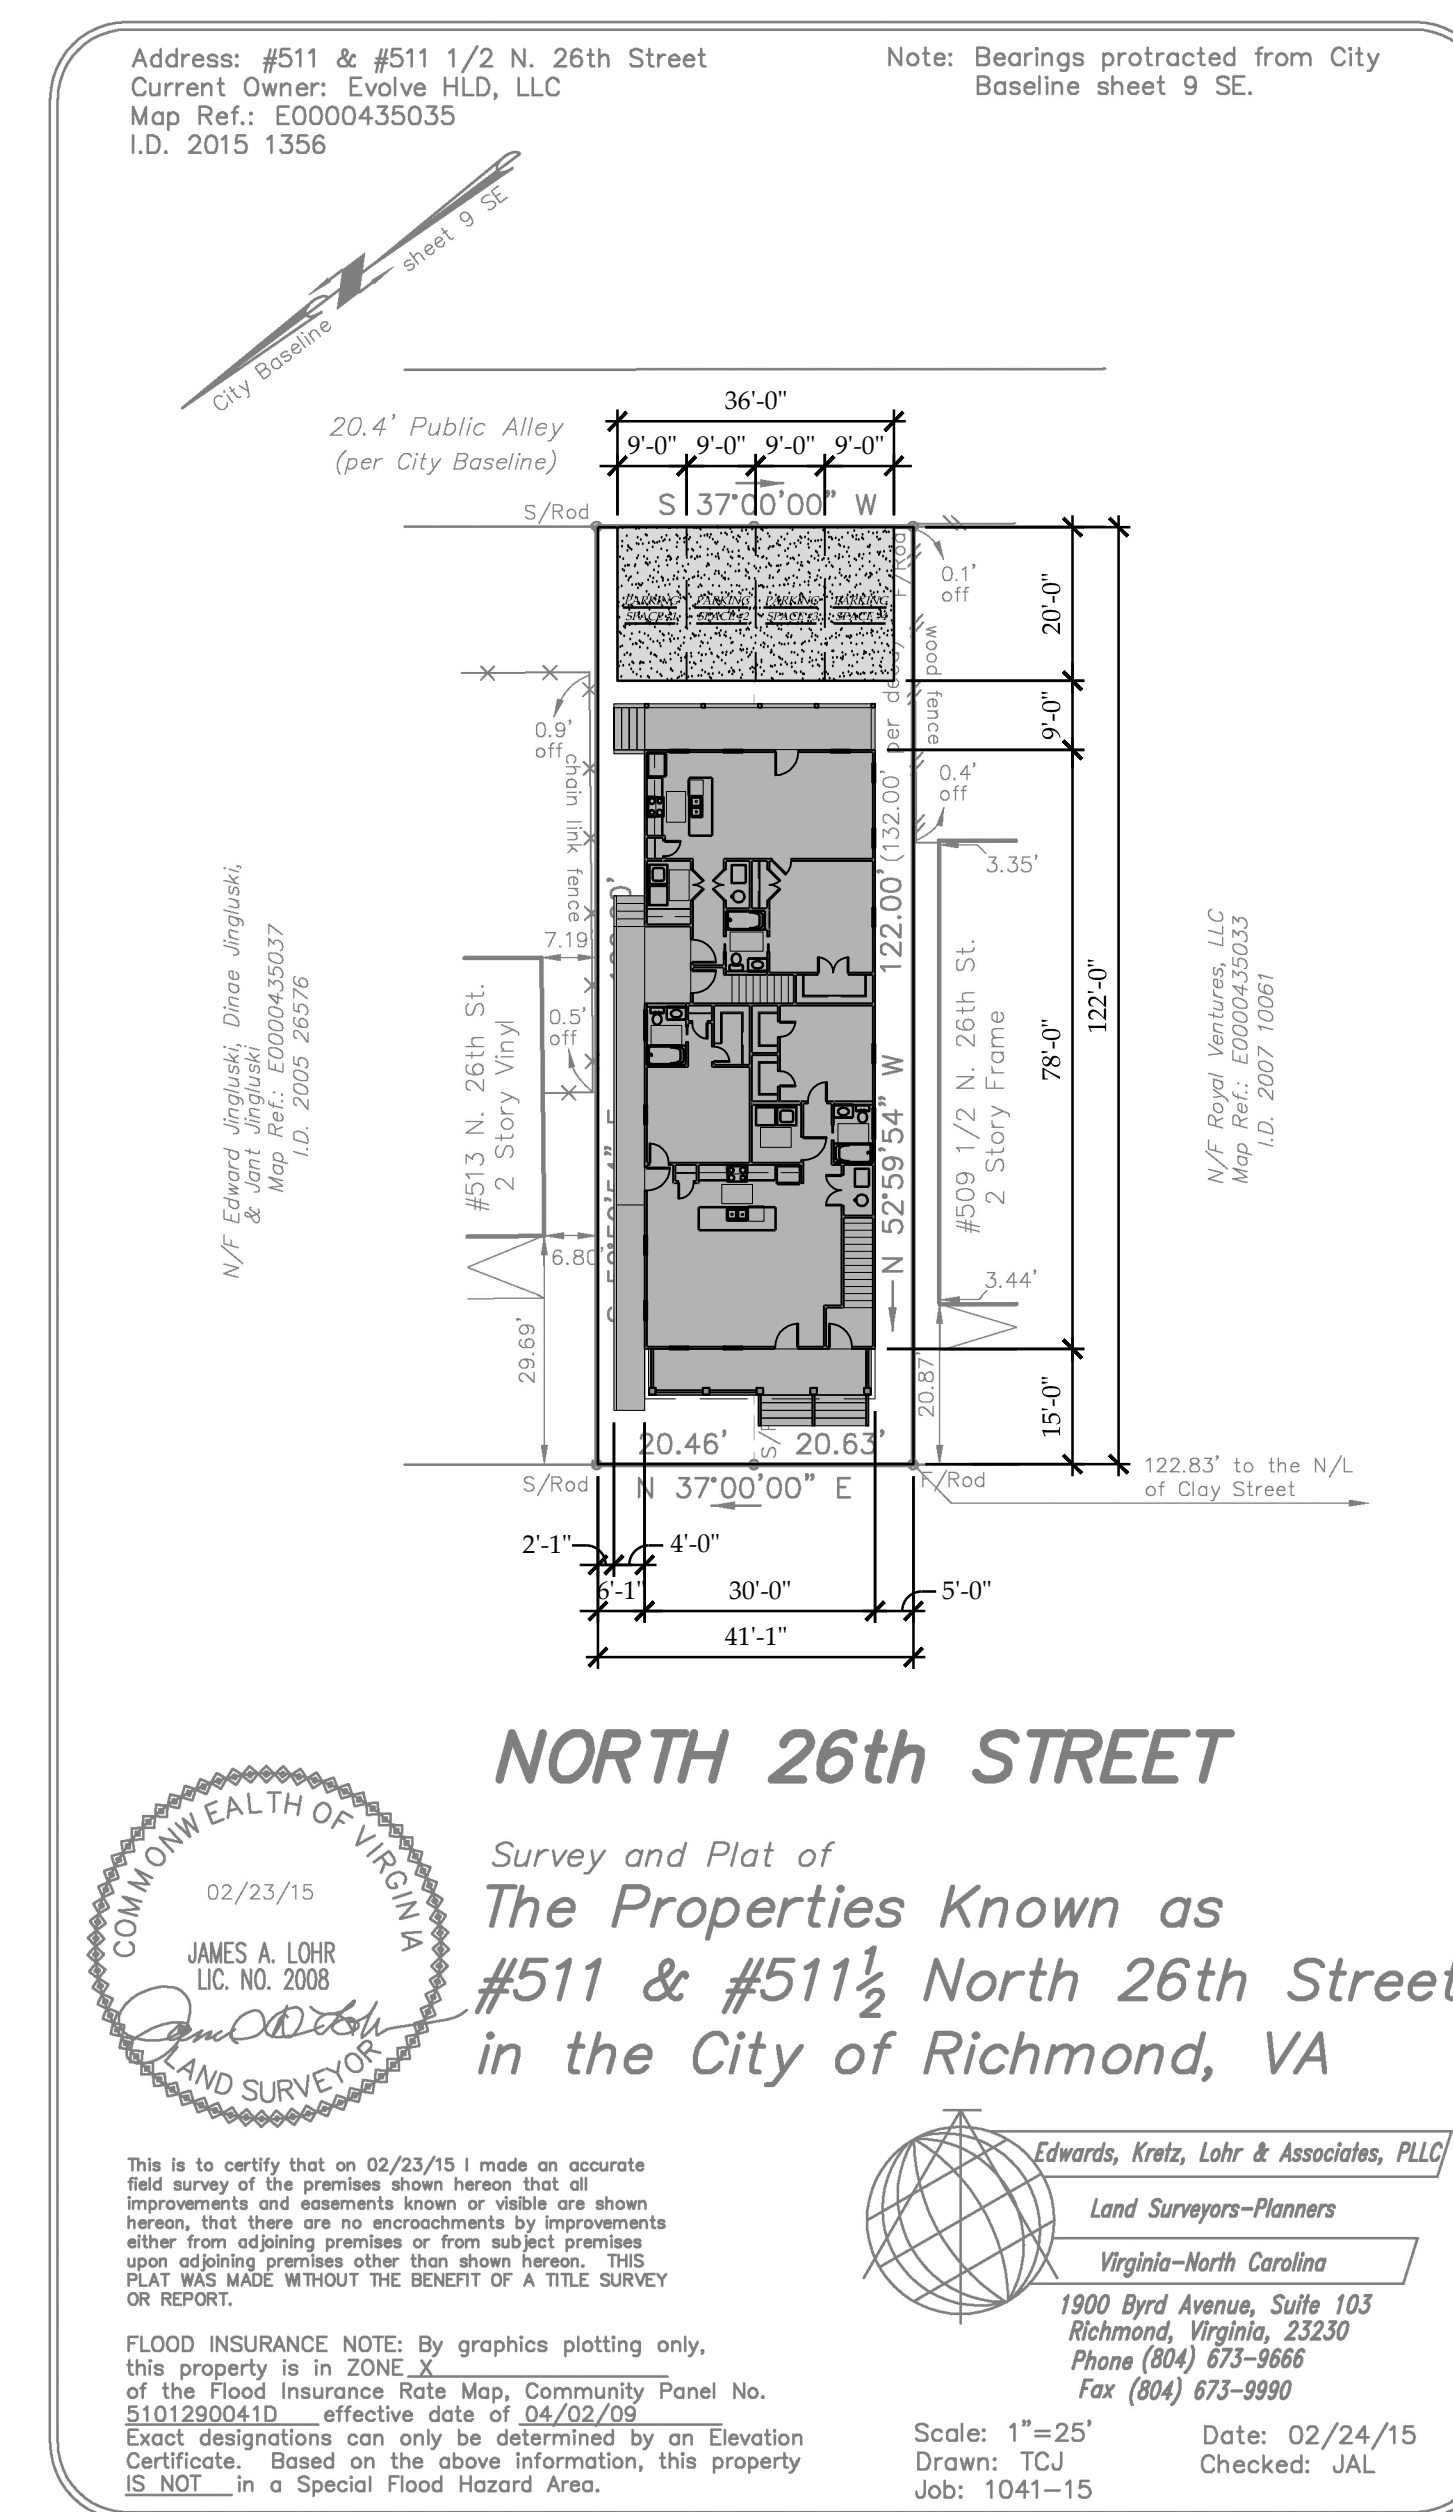 Address: #511 & #511 1/2 N. 26th Street
Current Owner: Evolve HLD, LLC
Map Ref.: E0000435035
I.D. 2015 1356
Note: Bearings protracted from City
Baseline sheet 9 SE.
City Baseline
sheet 9 SE
20.4' Public Alley
(per City Baseline)
36'-0"
9'-0" 9'-0" 9'-0" 9'-0"
S 37°00'00" W
S/Rod
F/Rod
0.1'
off
PARKING
SPACE #1
PARKING
SPACE #2
PARKING
SPACE #3
PARKING
SPACE
20'-0"
wood fence
9'-0"
0.9'
off
chain link fence
0.4'
off
3.35'
122.00' (132.00' per deed)
N 52°59'54" W
7.19
0.5'
off
6.80'
29.69'
#513 N. 26th St.
2 Story Vinyl
N/F Edward Jingluski, Dinae Jingluski,
& Jant Jingluski
Map Ref.: E0000435037
I.D. 2005 26576
#509 1/2 N. 26th St.
2 Story Frame
3.44'
20.87'
78'-0"
122'-0"
15'-0"
N/F Royal Ventures, LLC
Map Ref.: E0000435033
I.D. 2007 10061
20.46'
S/
20.63'
S/Rod
N 37°00'00" E
F/Rod
122.83' to the N/L
of Clay Street
2'-1"
4'-0"
6'-1"
30'-0"
5'-0"
41'-1"
NORTH 26th STREET
Survey and Plat of
The Properties Known as
#511 & #511½ North 26th Street
in the City of Richmond, VA
COMMONWEALTH OF VIRGINIA
02/23/15
JAMES A. LOHR
LIC. NO. 2008
LAND SURVEYOR
This is to certify that on 02/23/15 I made an accurate
field survey of the premises shown hereon that all
improvements and easements known or visible are shown
hereon, that there are no encroachments by improvements
either from adjoining premises or from subject premises
upon adjoining premises other than shown hereon. THIS
PLAT WAS MADE WITHOUT THE BENEFIT OF A TITLE SURVEY
OR REPORT.
FLOOD INSURANCE NOTE: By graphics plotting only,
this property is in ZONE X
of the Flood Insurance Rate Map, Community Panel No.
5101290041D effective date of 04/02/09
Exact designations can only be determined by an Elevation
Certificate. Based on the above information, this property
IS NOT in a Special Flood Hazard Area.
Edwards, Kretz, Lohr & Associates, PLLC
Land Surveyors-Planners
Virginia-North Carolina
1900 Byrd Avenue, Suite 103
Richmond, Virginia, 23230
Phone (804) 673-9666
Fax (804) 673-9990
Scale: 1"=25'
Drawn: TCJ
Job: 1041-15
Date: 02/24/15
Checked: JAL